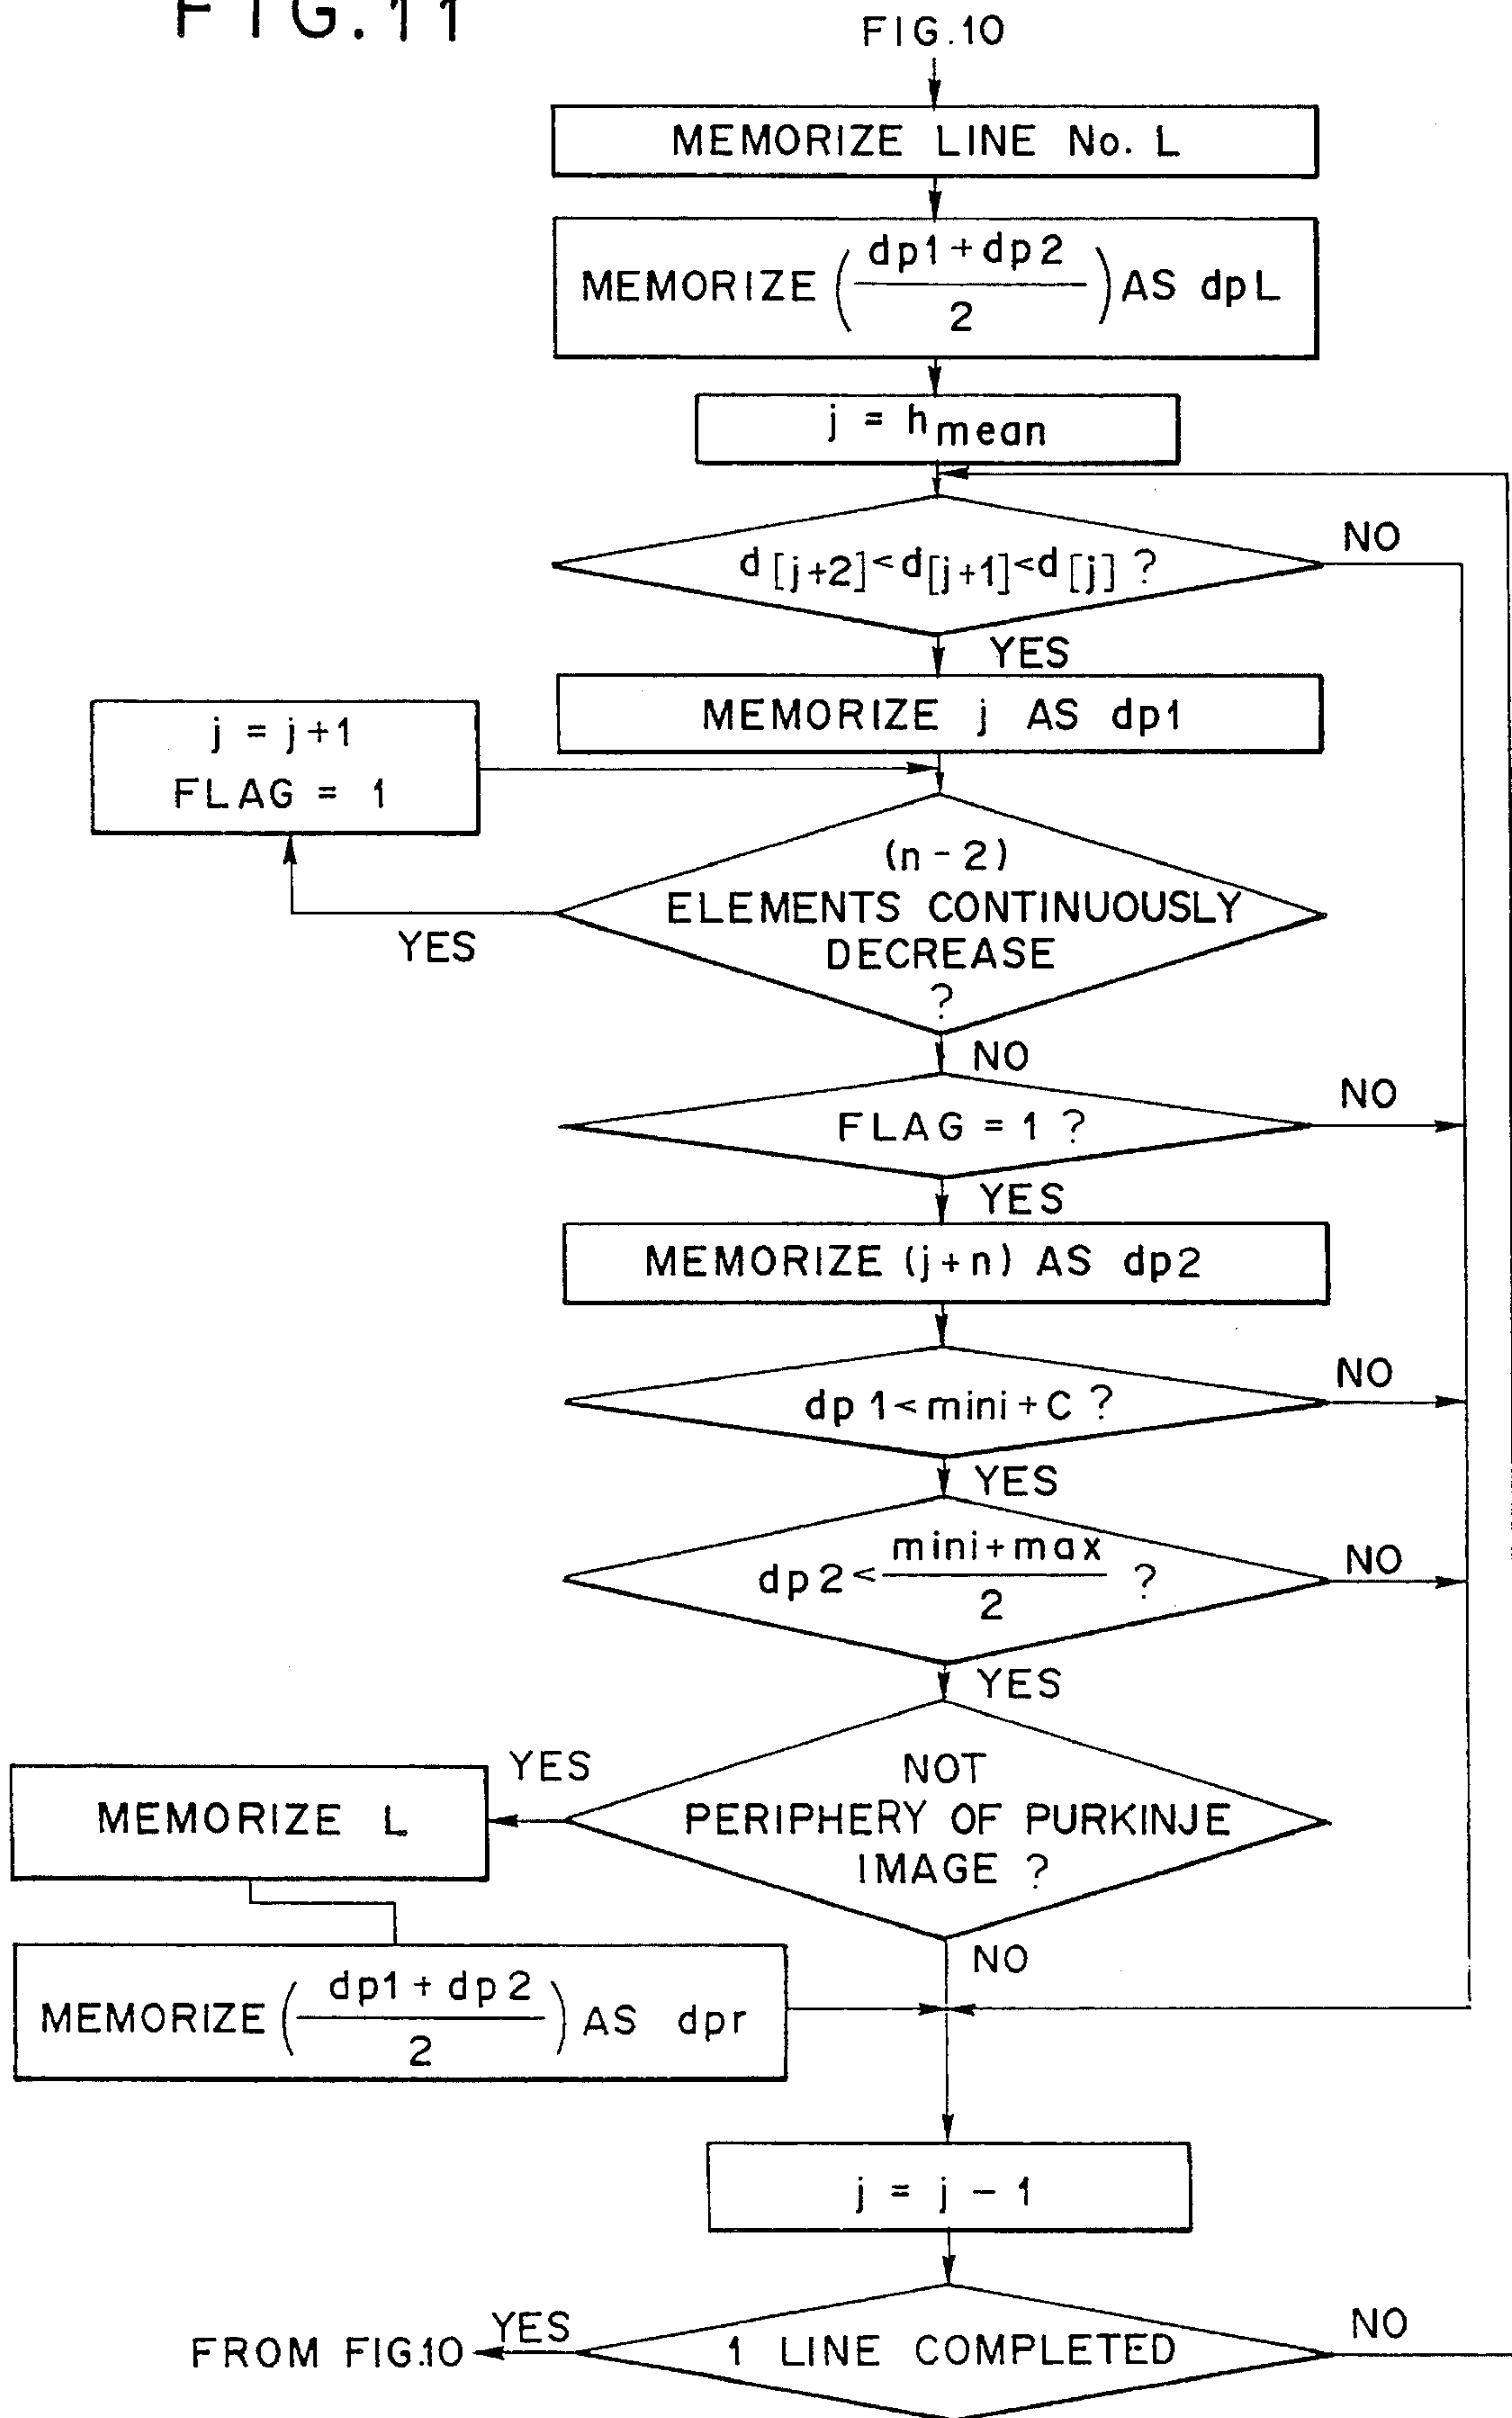 FIG.11
FIG.10
MEMORIZE LINE No. L
MEMORIZE (dp1+dp2/2) AS dpL
j = hmean
d[j+2]<d[j+1]<d[j] ?
NO
YES
MEMORIZE j AS dp1
j = j+1
FLAG = 1
(n-2)
ELEMENTS CONTINUOUSLY
DECREASE
?
YES
NO
FLAG = 1 ?
NO
YES
MEMORIZE (j+n) AS dp2
dp1<mini+C ?
NO
YES
dp2<mini+max/2 ?
NO
YES
NOT
PERIPHERY OF PURKINJE
IMAGE ?
YES
MEMORIZE L
NO
MEMORIZE (dp1+dp2/2) AS dpr
j = j - 1
1 LINE COMPLETED
YES
FROM FIG.10
NO